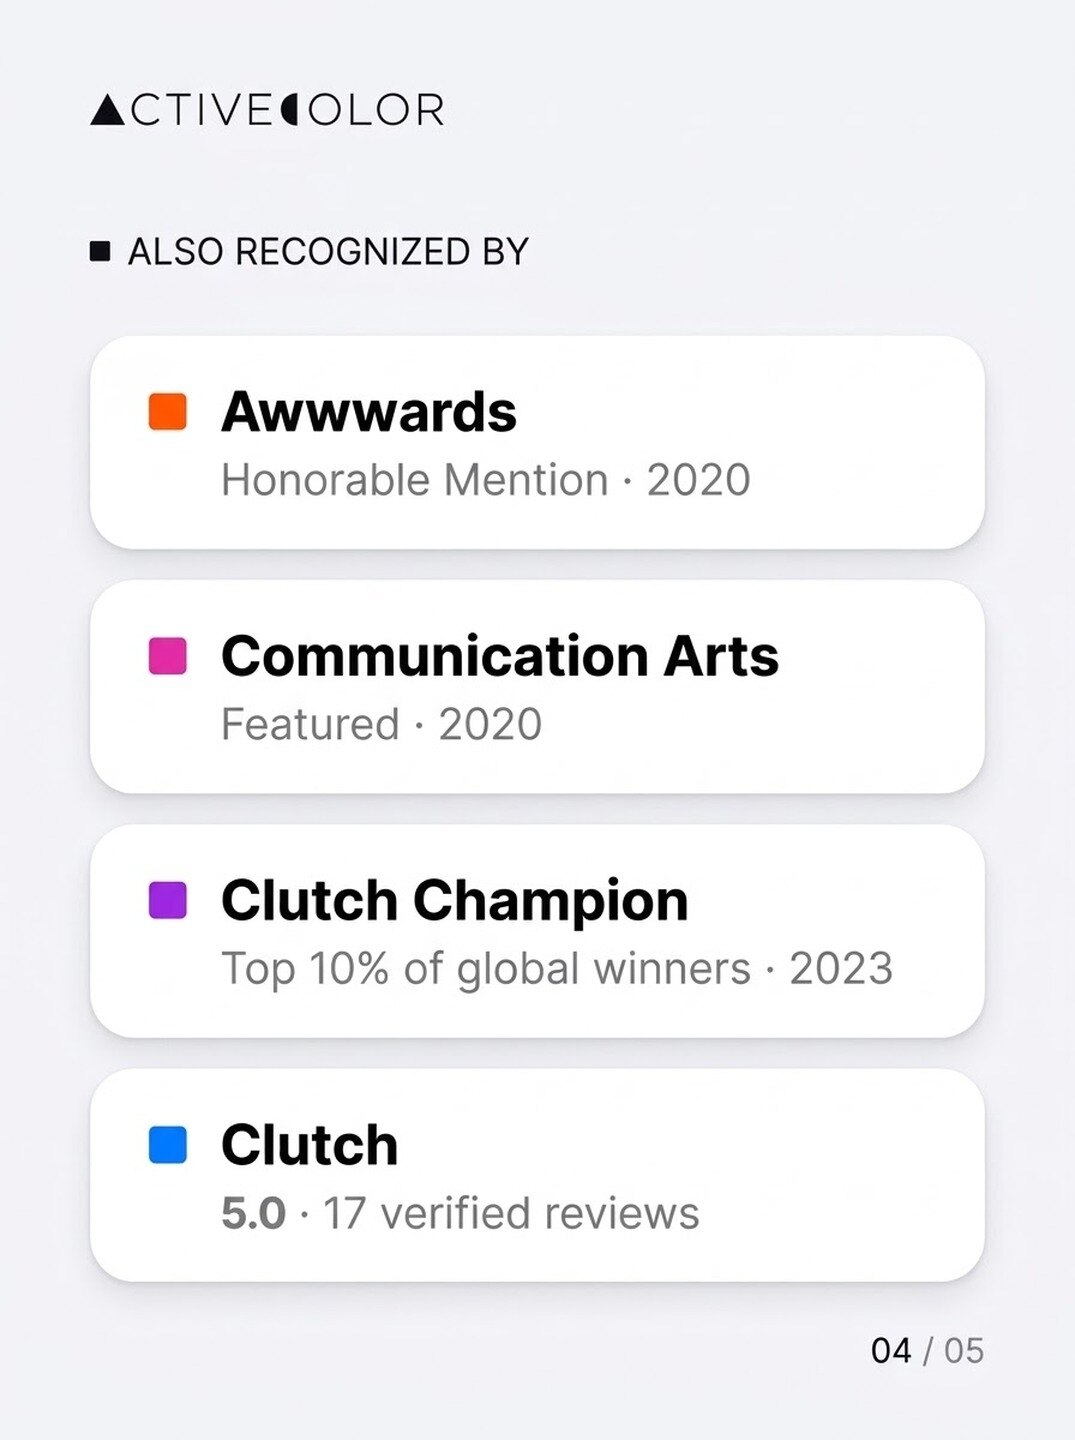 ACTIVECOLOR
ALSO RECOGNIZED BY
Awwwards
Honorable Mention · 2020
Communication Arts
Featured · 2020
Clutch Champion
Top 10% of global winners · 2023
Clutch
5.0 · 17 verified reviews
04 / 05